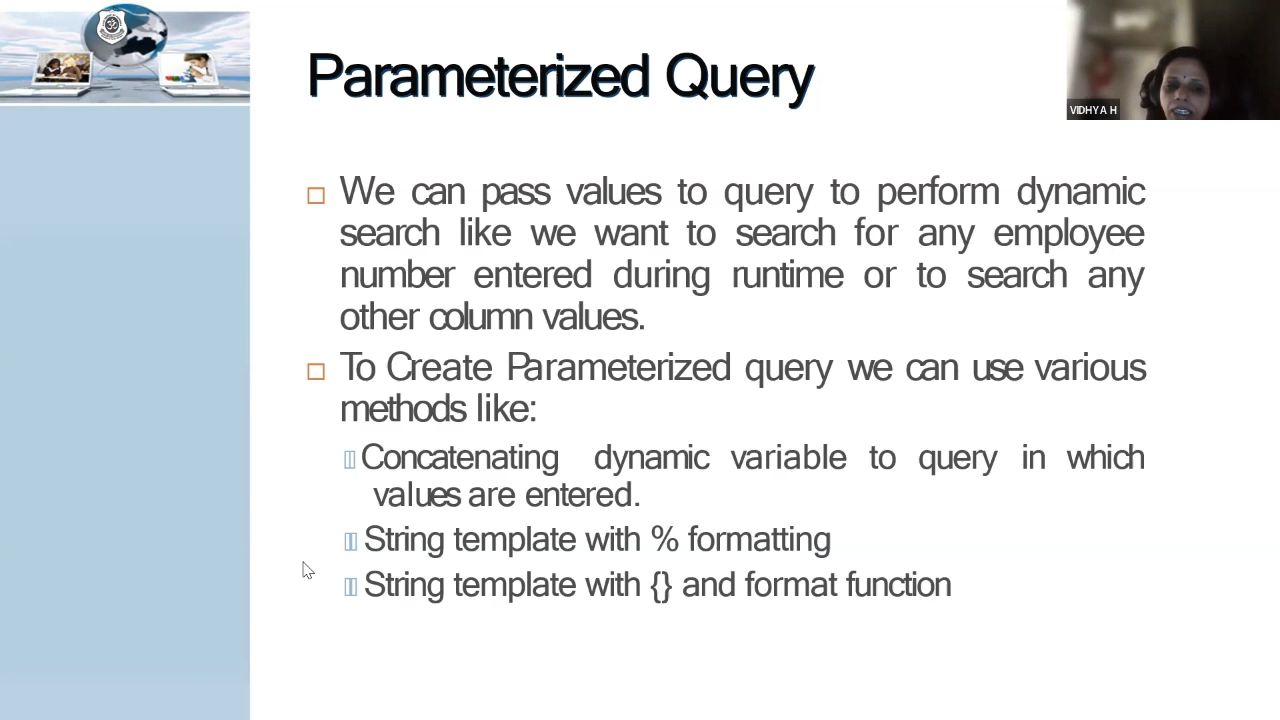 Parameterized Query
VIDHYA H
We can pass values to query to perform dynamic
search like we want to search for any employee
number entered during runtime or to search any
other column values.
To Create Parameterized query we can use various
methods like:
Concatenating dynamic variable to query in which
values are entered.
String template with % formatting
String template with {} and format function